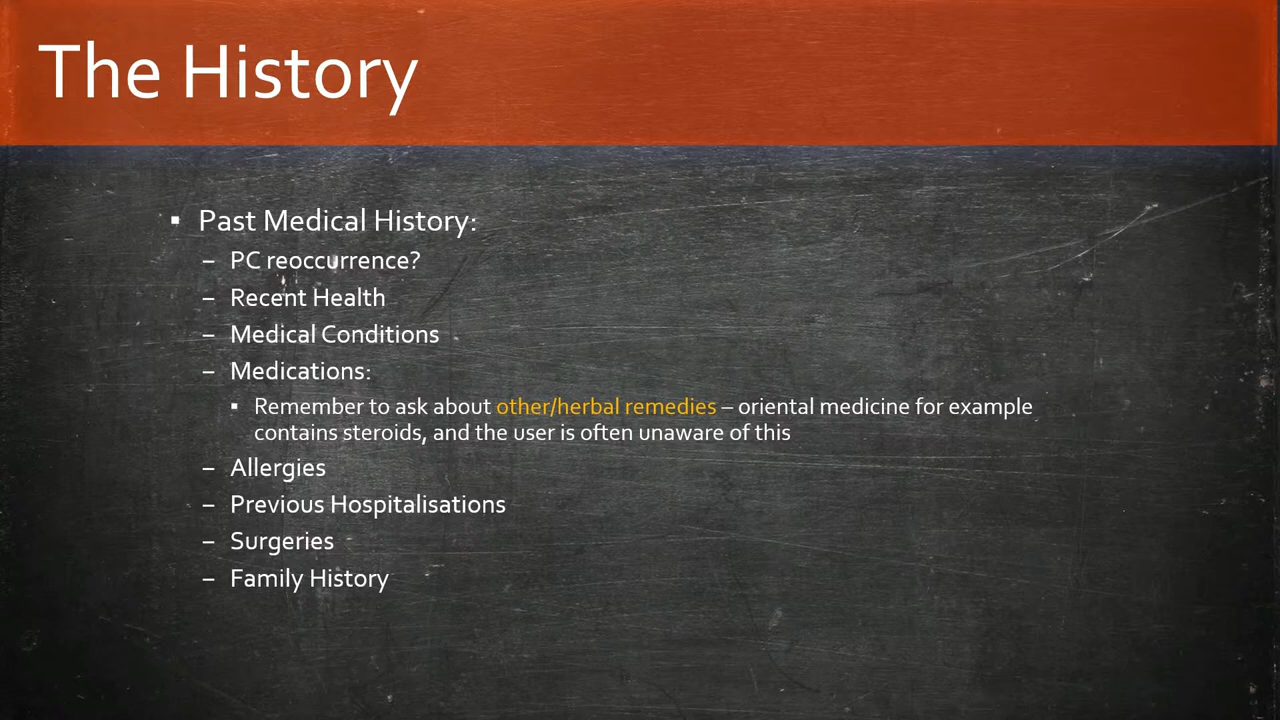 The History
▪ Past Medical History:
– PC reoccurrence?
– Recent Health
– Medical Conditions
– Medications:
▪ Remember to ask about other/herbal remedies – oriental medicine for example
contains steroids, and the user is often unaware of this
– Allergies
– Previous Hospitalisations
– Surgeries
– Family History